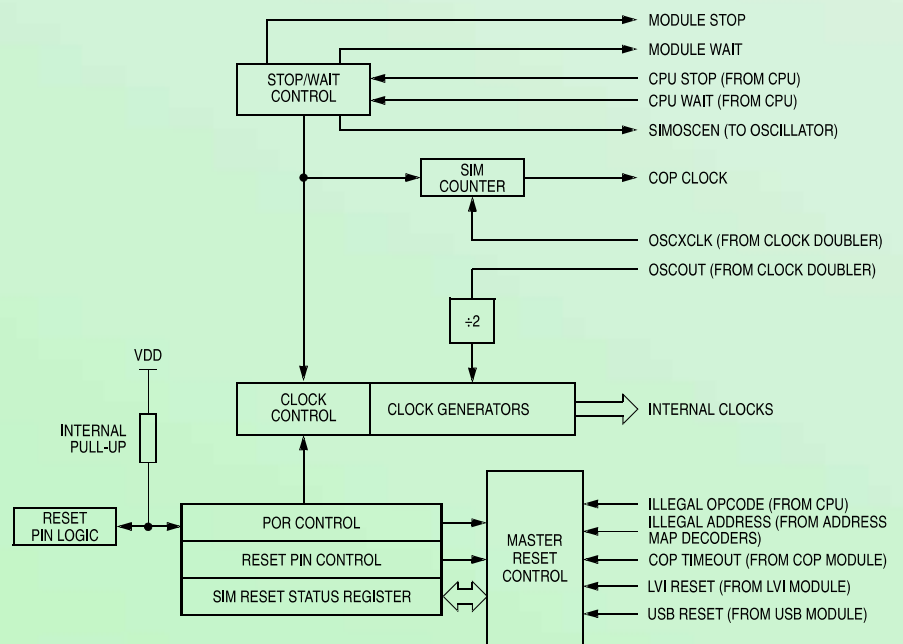 MODULE STOP
MODULE WAIT
STOP/WAIT
CONTROL
CPU STOP (FROM CPU)
CPU WAIT (FROM CPU)
SIMOSCEN (TO OSCILLATOR)
SIM
COUNTER
COP CLOCK
OSCXCLK (FROM CLOCK DOUBLER)
OSCOUT (FROM CLOCK DOUBLER)
÷2
VDD
CLOCK
CONTROL
CLOCK GENERATORS
INTERNAL CLOCKS
INTERNAL
PULL-UP
RESET
PIN LOGIC
POR CONTROL
RESET PIN CONTROL
SIM RESET STATUS REGISTER
MASTER
RESET
CONTROL
ILLEGAL OPCODE (FROM CPU)
ILLEGAL ADDRESS (FROM ADDRESS
MAP DECODERS)
COP TIMEOUT (FROM COP MODULE)
LVI RESET (FROM LVI MODULE)
USB RESET (FROM USB MODULE)